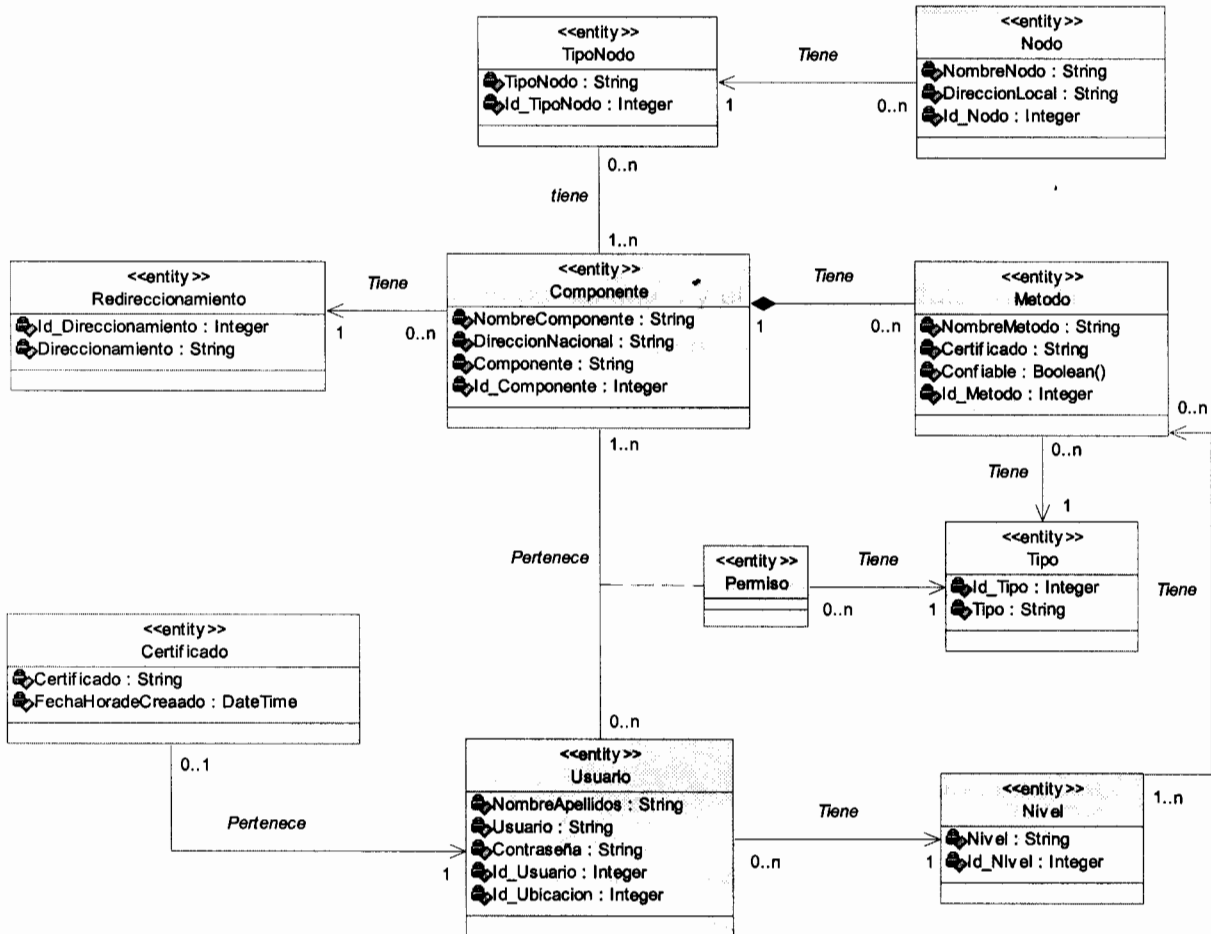 <<entity>>
TipoNodo
TipoNodo : String
Id_TipoNodo : Integer
<<entity>>
Nodo
NombreNodo : String
DireccionLocal : String
Id_Nodo : Integer
Tiene
1
0..n
0..n
tiene
1..n
<<entity>>
Redireccionamiento
Id_Direccionamiento : Integer
Direccionamiento : String
Tiene
1
0..n
<<entity>>
Componente
NombreComponente : String
DireccionNacional : String
Componente : String
Id_Componente : Integer
Tiene
1
0..n
<<entity>>
Metodo
NombreMetodo : String
Certificado : String
Confiable : Boolean()
Id_Metodo : Integer
0..n
1..n
0..n
Tiene
1
Pertenece
<<entity>>
Permiso
Tiene
0..n
1
<<entity>>
Tipo
Id_Tipo : Integer
Tipo : String
Tiene
<<entity>>
Certificado
Certificado : String
FechaHoradeCreaado : DateTime
0..1
Pertenece
1
0..n
<<entity>>
Usuario
NombreApellidos : String
Usuario : String
Contraseña : String
Id_Usuario : Integer
Id_Ubicacion : Integer
Tiene
0..n
1
<<entity>>
Nivel
Nivel : String
Id_Nivel : Integer
1..n